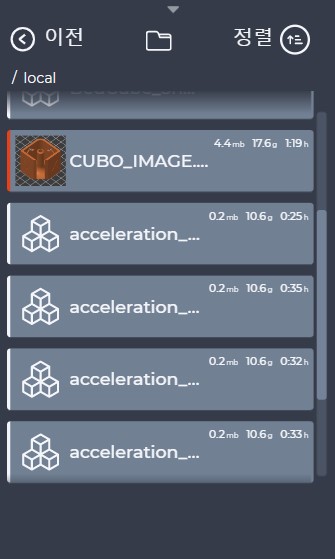 이전
정렬
/ local
4.4mb 17.6g 1:19h
CUBO_IMAGE....
0.2mb 10.6g 0:25h
acceleration_...
0.2mb 10.6g 0:35h
acceleration_...
0.2mb 10.6g 0:32h
acceleration_...
0.2mb 10.6g 0:33h
acceleration_...